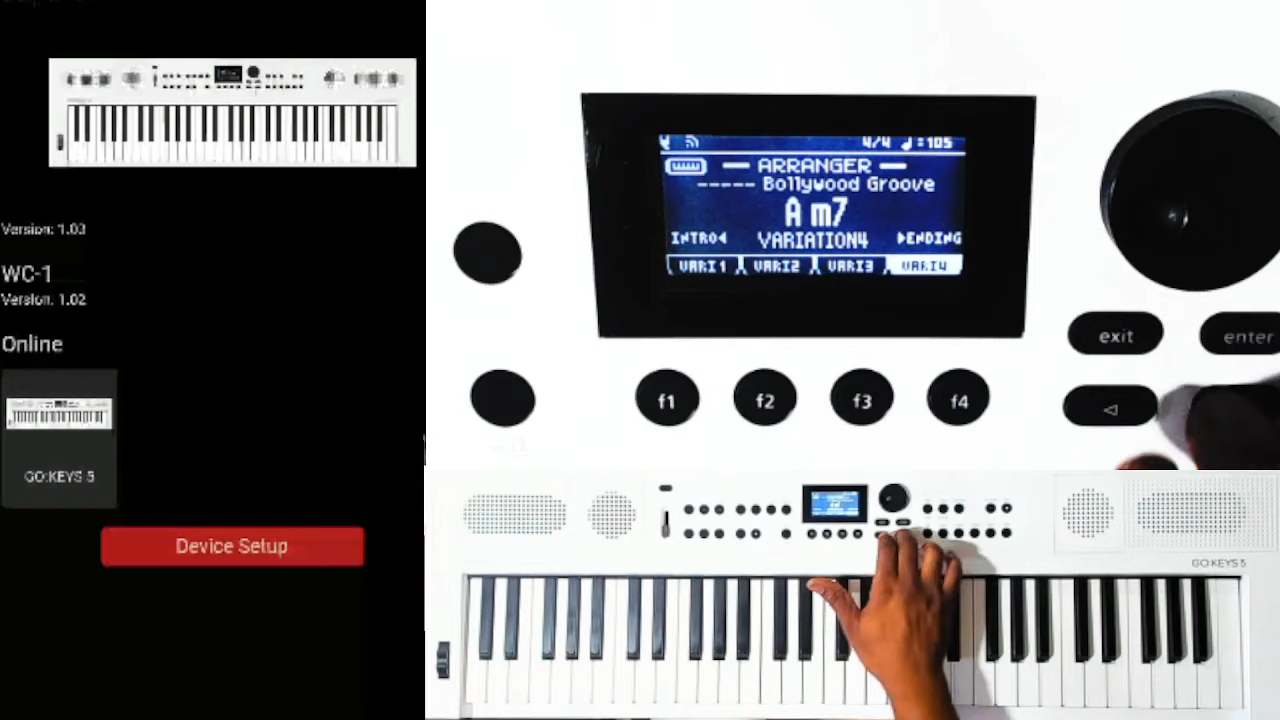 Version: 1.03
WC-1
Version: 1.02
Online
GO:KEYS 5
Device Setup
4/4 ♩=105
ARRANGER
----- Bollywood Groove
A m7
INTRO◀ VARIATION4 ▶ENDING
VARI1 VARI2 VARI3 VARI4
exit enter
f1 f2 f3 f4
GO:KEYS 5